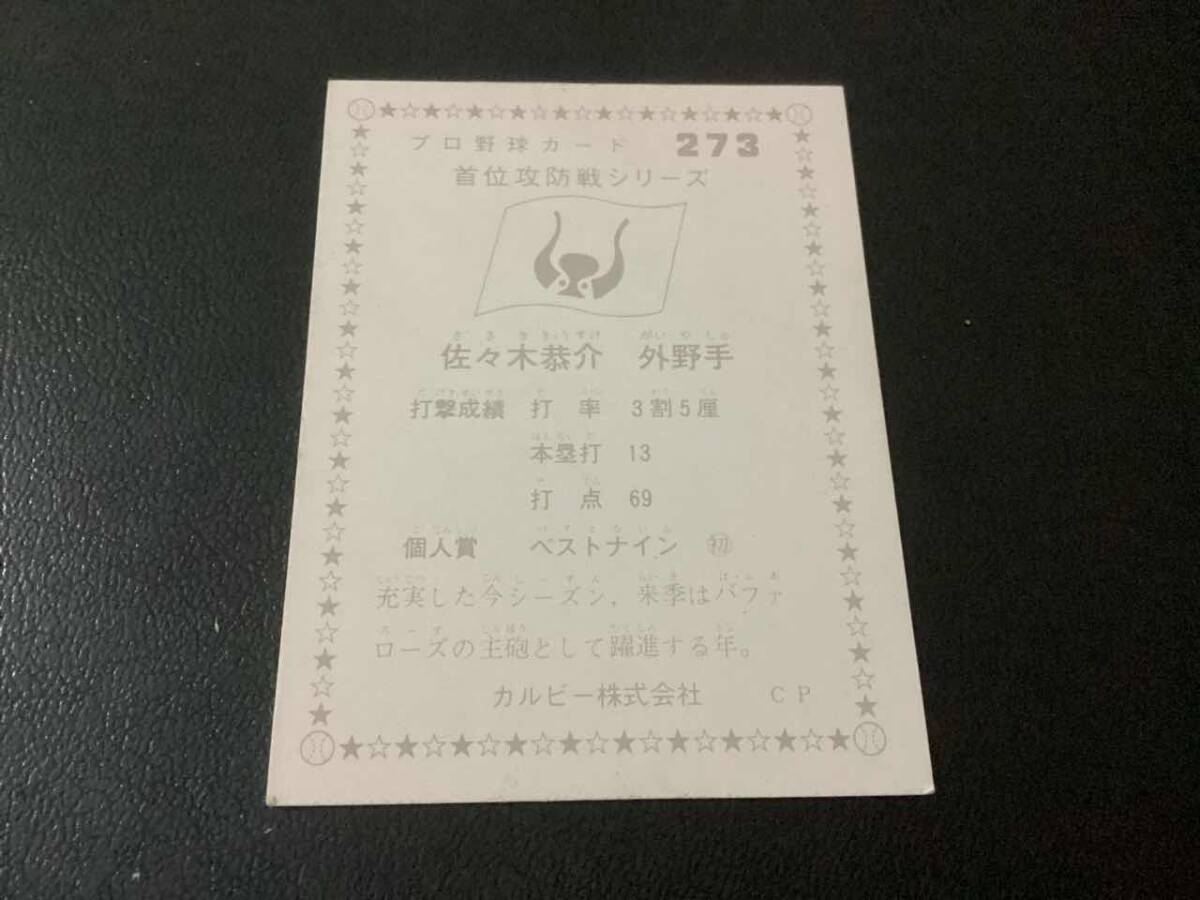 プロ野球カード 273
首位攻防戦シリーズ
佐々木恭介 外野手
打撃成績 打率 3割5厘
本塁打 13
打点 69
個人賞 ベストナイン 初
充実した今シーズン，来季はバファ
ローズの主砲として躍進する年。
カルビー株式会社 CP